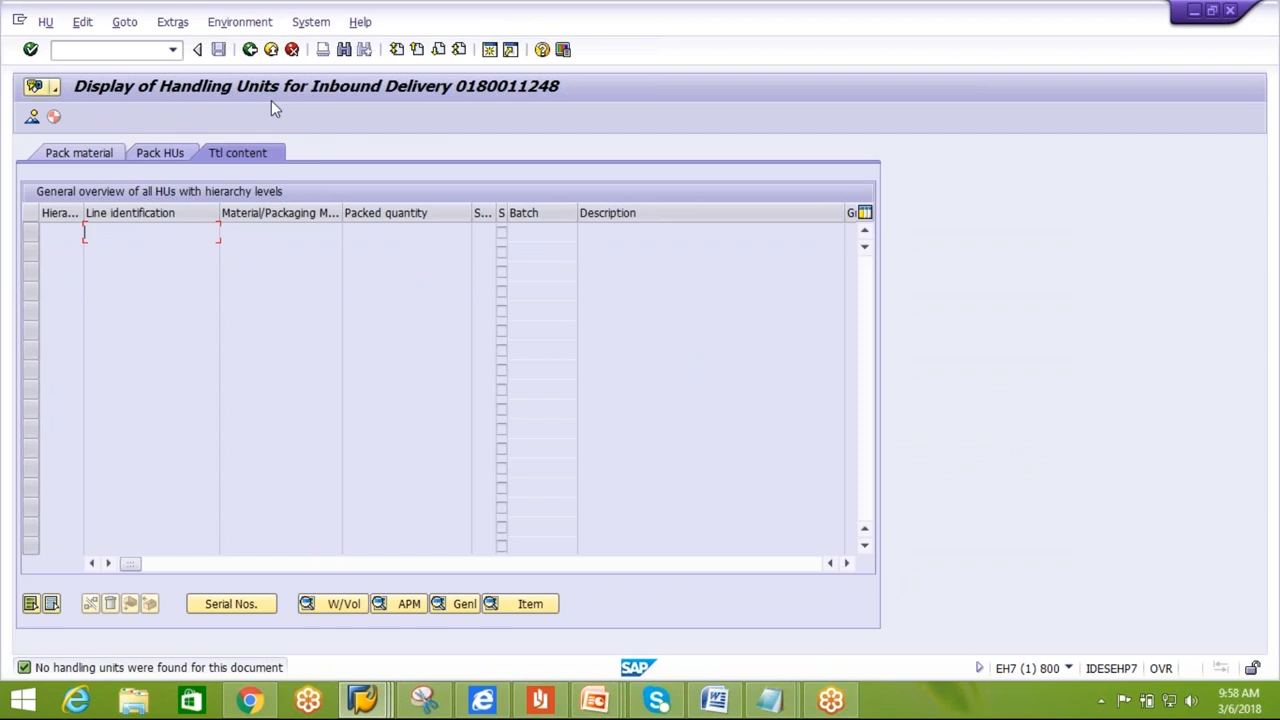 HU Edit Goto Extras Environment System Help
Display of Handling Units for Inbound Delivery 0180011248
Pack material Pack HUs Ttl content
General overview of all HUs with hierarchy levels
Hiera... Line identification Material/Packaging M... Packed quantity S... S Batch Description G
Serial Nos. W/Vol APM Genl Item
No handling units were found for this document SAP EH7 (1) 800 IDESEHP7 OVR
9:58 AM
3/6/2018